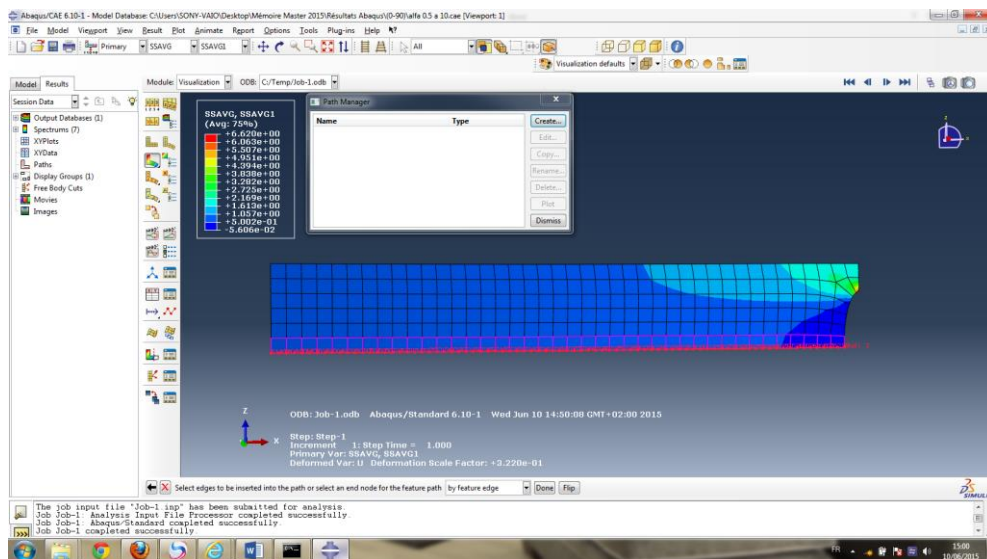 Abaqus/CAE 6.10-1 - Model Database: C:\Users\SONY-VAIO\Desktop\Mémoire Master 2015\Résultats Abaqus\(0-90)\alfa 0.5 a 10.cae [Viewport: 1]
File Model Viewport View Result Plot Animate Report Options Tools Plug-ins Help
Primary SSAVG SSAVG1 All
Visualization defaults
Model Results Module: Visualization ODB: C:/Temp/Job-1.odb
Session Data
Output Databases (1)
Spectrums (7)
XYPlots
XYData
Paths
Display Groups (1)
Free Body Cuts
Movies
Images
SSAVG, SSAVG1
(Avg: 75%)
+6.620e+00
+6.063e+00
+5.507e+00
+4.951e+00
+4.394e+00
+3.838e+00
+3.282e+00
+2.725e+00
+2.169e+00
+1.613e+00
+1.057e+00
+5.002e-01
-5.606e-02
Path Manager
Name Type
Create...
Edit...
Copy...
Rename...
Delete...
Plot
Dismiss
Z
X
ODB: Job-1.odb Abaqus/Standard 6.10-1 Wed Jun 10 14:50:08 GMT+02:00 2015
Step: Step-1
Increment 1: Step Time = 1.000
Primary Var: SSAVG, SSAVG1
Deformed Var: U Deformation Scale Factor: +3.220e-01
Select edges to be inserted into the path or select an end node for the feature path by feature edge Done Flip
SIMULIA
The job input file "Job-1.inp" has been submitted for analysis.
Job Job-1: Analysis Input File Processor completed successfully.
Job Job-1: Abaqus/Standard completed successfully.
Job Job-1 completed successfully.
FR 15:00
10/06/2015